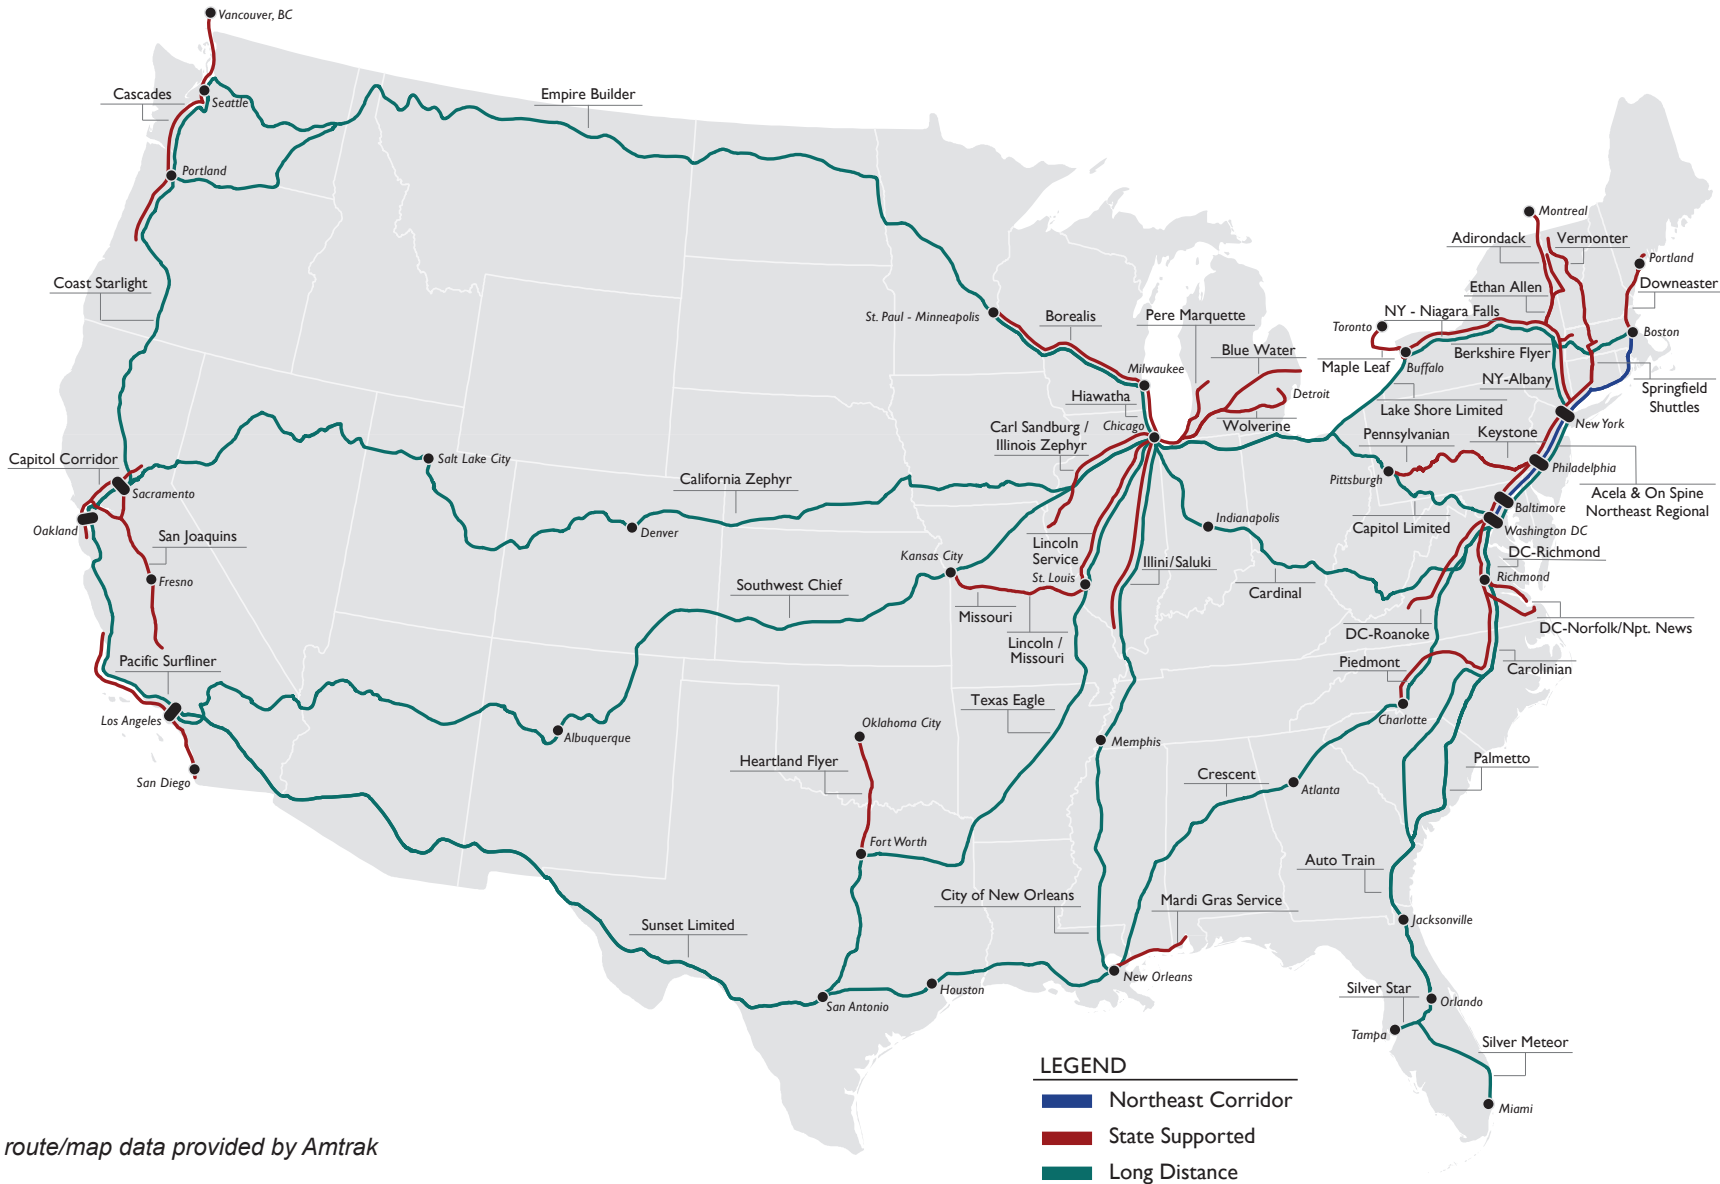 Vancouver, BC
Cascades
Seattle
Empire Builder
Portland
Montreal
Adirondack
Vermonter
Portland
Coast Starlight
Ethan Allen
Downeaster
St. Paul - Minneapolis
Borealis
Pere Marquette
NY - Niagara Falls
Toronto
Boston
Blue Water
Maple Leaf
Buffalo
Berkshire Flyer
Milwaukee
NY-Albany
Springfield
Shuttles
Hiawatha
Detroit
Lake Shore Limited
Carl Sandburg /
Illinois Zephyr
Chicago
Wolverine
Pennsylvanian
Keystone
New York
Capitol Corridor
Salt Lake City
Philadelphia
Sacramento
California Zephyr
Pittsburgh
Acela & On Spine
Northeast Regional
Baltimore
Oakland
Denver
Indianapolis
Capitol Limited
Washington DC
San Joaquins
Lincoln
Service
Kansas City
DC-Richmond
Fresno
Southwest Chief
St. Louis
Illini/Saluki
Cardinal
Richmond
Missouri
Lincoln /
Missouri
DC-Roanoke
DC-Norfolk/Npt. News
Pacific Surfliner
Piedmont
Carolinian
Texas Eagle
Los Angeles
Albuquerque
Oklahoma City
Charlotte
Memphis
Heartland Flyer
Crescent
Palmetto
San Diego
Atlanta
Fort Worth
Auto Train
City of New Orleans
Mardi Gras Service
Sunset Limited
Jacksonville
New Orleans
Houston
San Antonio
Silver Star
Orlando
Tampa
Silver Meteor
Miami
LEGEND
Northeast Corridor
State Supported
Long Distance
route/map data provided by Amtrak